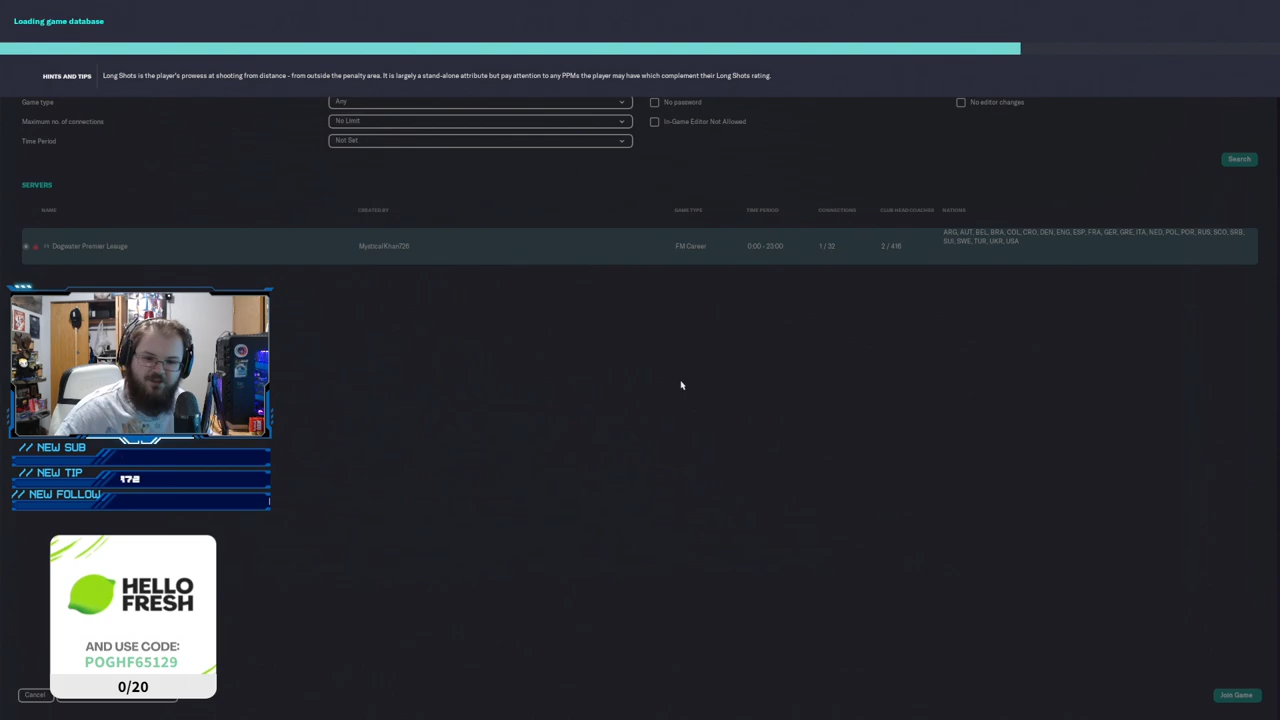 Loading game database
HINTS AND TIPS
Long Shots is the player's prowess at shooting from distance - from outside the penalty area. It is largely a stand-alone attribute but pay attention to any PPMs the player may have which complement their Long Shots rating.
Game type
Any
No password
No editor changes
Maximum no. of connections
No Limit
In-Game Editor Not Allowed
Time Period
Not Set
Search
SERVERS
NAME
CREATED BY
GAME TYPE
TIME PERIOD
CONNECTIONS
CLUB HEAD COACHES
NATIONS
Dogwater Premier Leauge
MysticalKhan726
FM Career
0:00 - 23:00
1 / 32
2 / 416
ARG, AUT, BEL, BRA, COL, CRO, DEN, ENG, ESP, FRA, GER, GRE, ITA, NED, POL, POR, RUS, SCO, SRB,
SUI, SWE, TUR, UKR, USA
// NEW SUB
// NEW TIP
172
// NEW FOLLOW
HELLO
FRESH
AND USE CODE:
POGHF65129
0/20
Cancel
Join Game